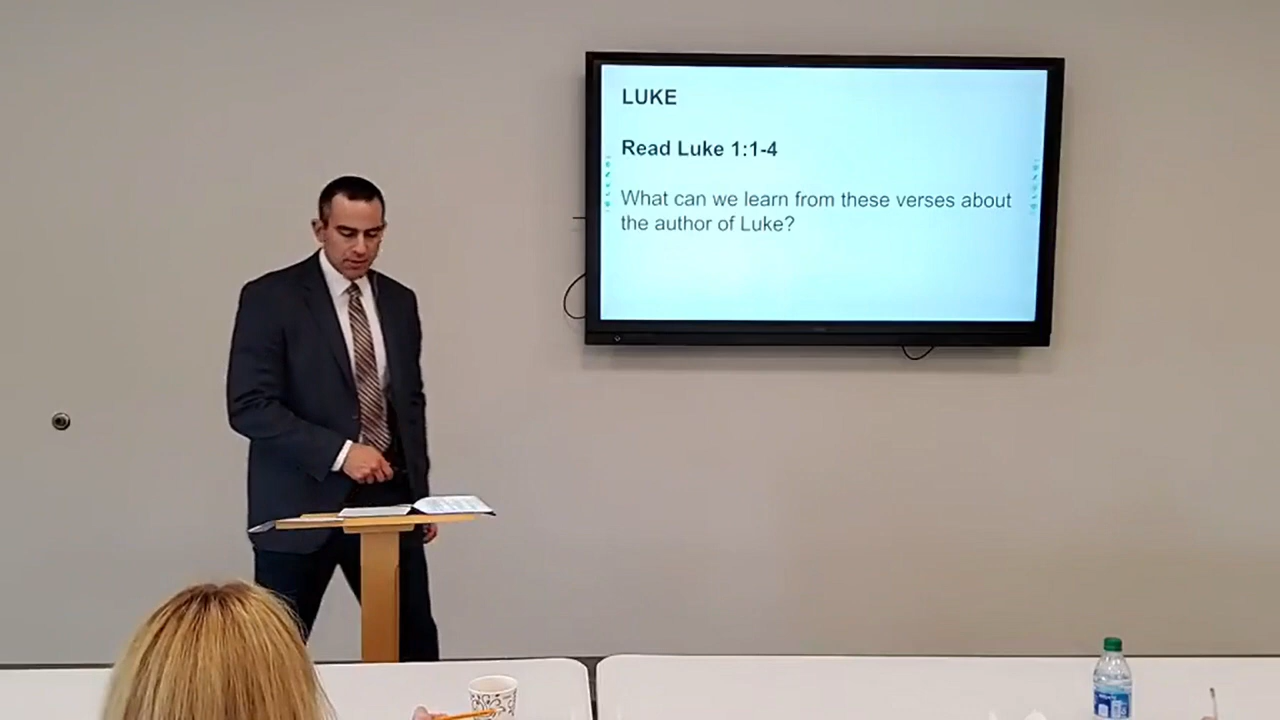 LUKE
Read Luke 1:1-4
What can we learn from these verses about
the author of Luke?